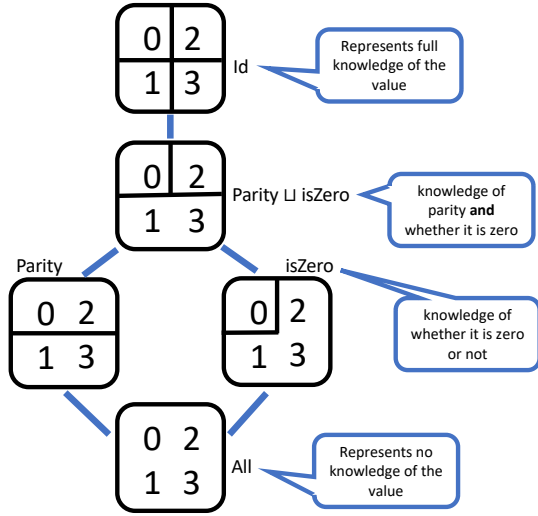 0 2
1 3
Id
Represents full
knowledge of the
value
0 2
1 3
Parity ⊔ isZero
knowledge of
parity and
whether it is zero
Parity
0 2
1 3
isZero
0 2
1 3
knowledge of
whether it is zero
or not
0 2
1 3
All
Represents no
knowledge of the
value